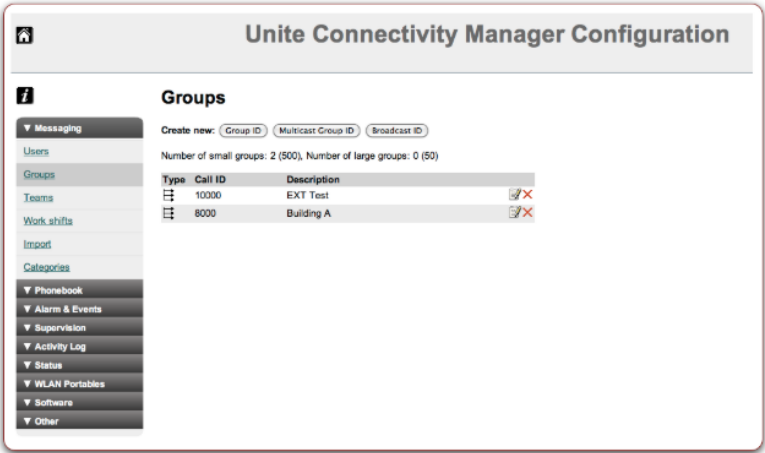 Unite Connectivity Manager Configuration
i
Groups
▼ Messaging
Users
Groups
Teams
Work shifts
Import
Categories
▼ Phonebook
▼ Alarm & Events
▼ Supervision
▼ Activity Log
▼ Status
▼ WLAN Portables
▼ Software
▼ Other
Create new: Group ID Multicast Group ID Broadcast ID
Number of small groups: 2 (500), Number of large groups: 0 (50)
Type Call ID Description
10000 EXT Test
8000 Building A